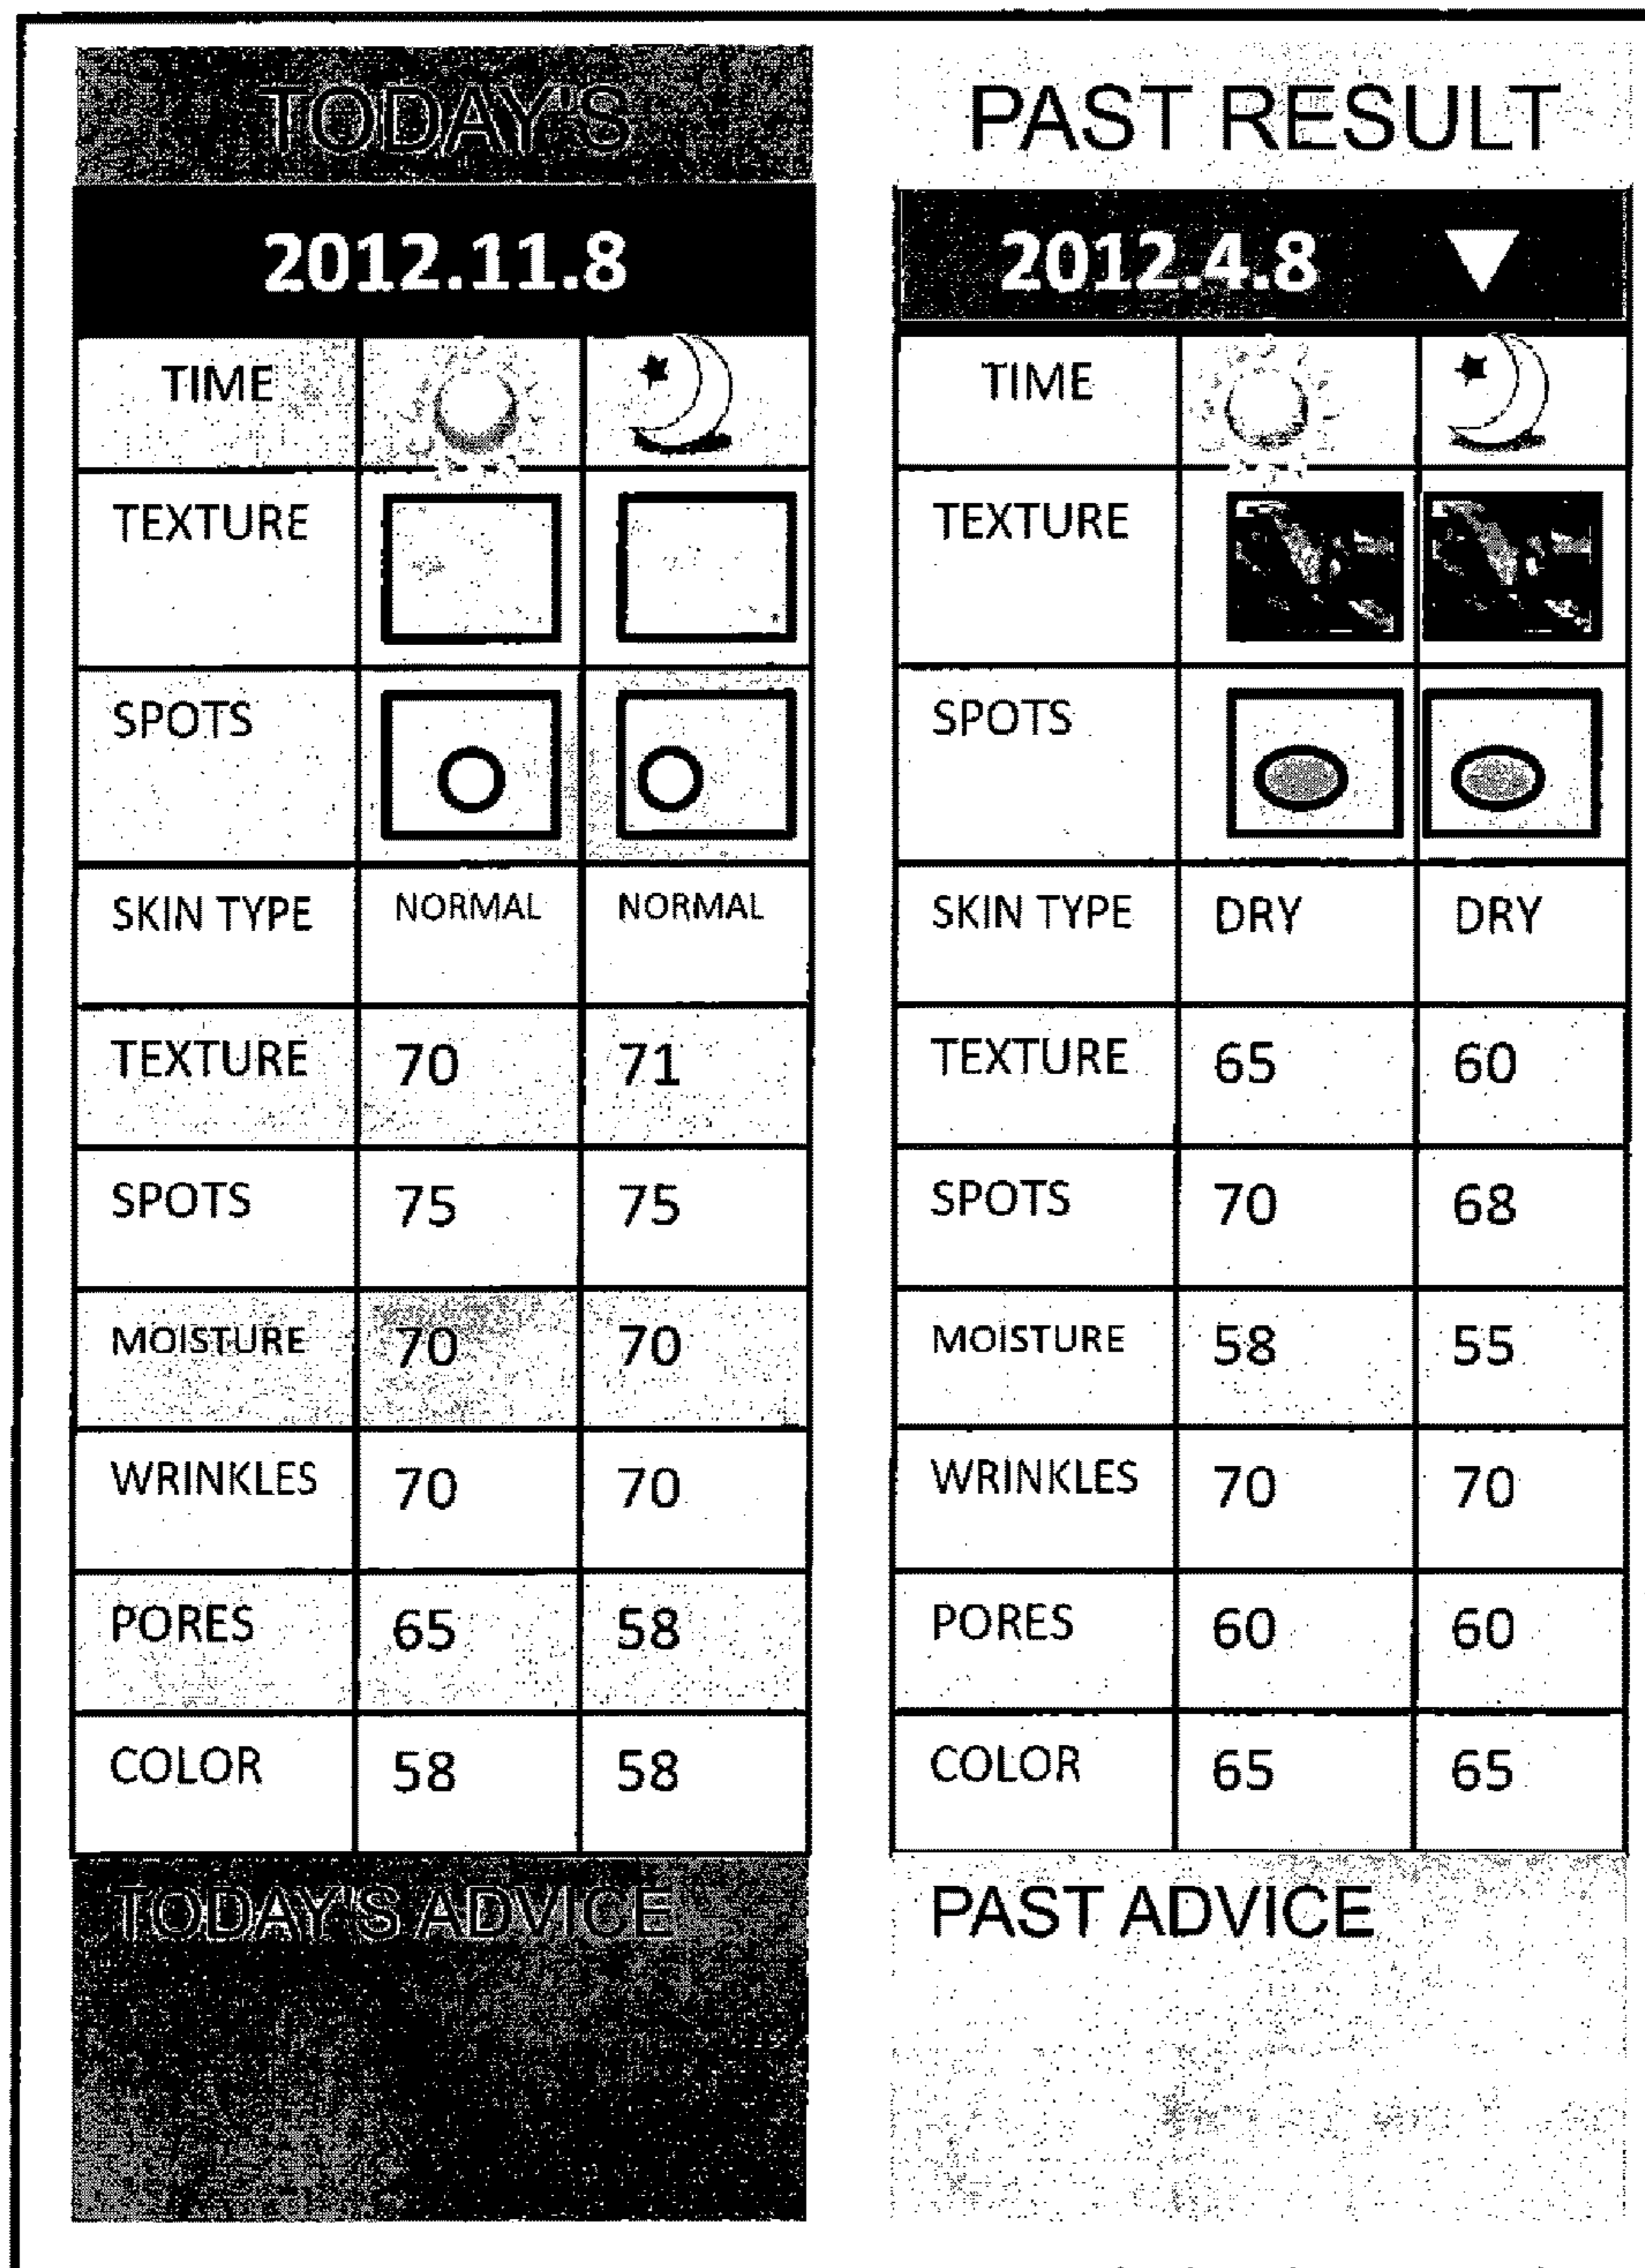 TODAY'S
2012.11.8
TIME
TEXTURE
SPOTS
SKIN TYPE NORMAL NORMAL
TEXTURE 70 71
SPOTS 75 75
MOISTURE 70 70
WRINKLES 70 70
PORES 65 58
COLOR 58 58
TODAY'S ADVICE
PAST RESULT
2012.4.8 ▼
TIME
TEXTURE
SPOTS
SKIN TYPE DRY DRY
TEXTURE 65 60
SPOTS 70 68
MOISTURE 58 55
WRINKLES 70 70
PORES 60 60
COLOR 65 65
PAST ADVICE